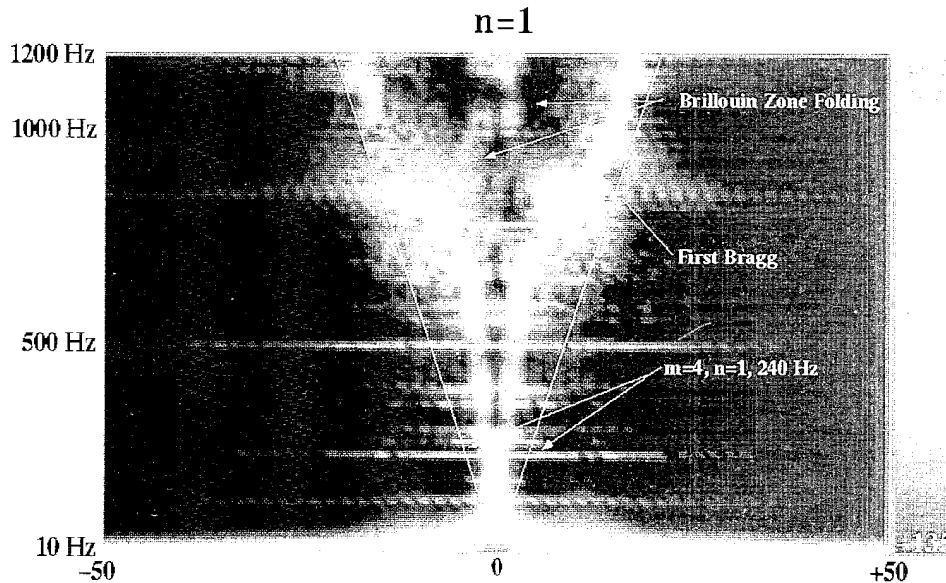 n=1
1200 Hz
Brillouin Zone Folding
1000 Hz
First Bragg
500 Hz
m=4, n=1, 240 Hz
10 Hz
-50
0
+50